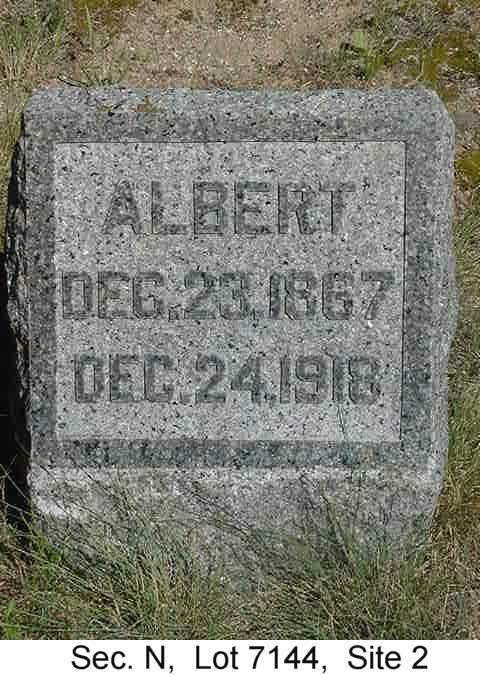 ALBERT
DEC.23.1867
DEC.24.1918
Sec. N, Lot 7144, Site 2